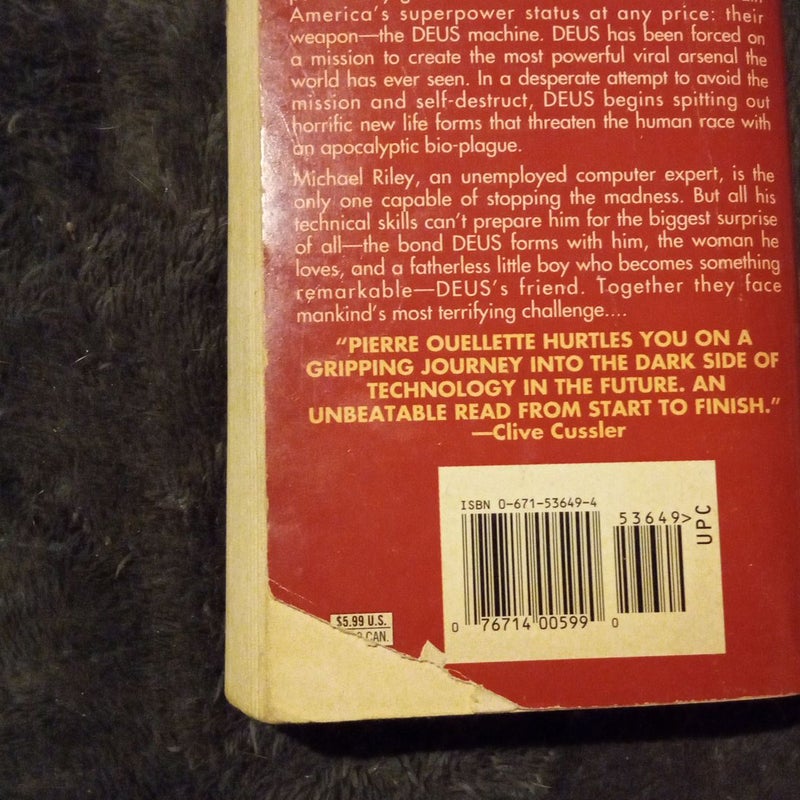 America's superpower status at any price: their
weapon—the DEUS machine. DEUS has been forced on
a mission to create the most powerful viral arsenal the
world has ever seen. In a desperate attempt to avoid the
mission and self-destruct, DEUS begins spitting out
horrific new life forms that threaten the human race with
an apocalyptic bio-plague.
Michael Riley, an unemployed computer expert, is the
only one capable of stopping the madness. But all his
technical skills can't prepare him for the biggest surprise
of all—the bond DEUS forms with him, the woman he
loves, and a fatherless little boy who becomes something
remarkable—DEUS's friend. Together they face
mankind's most terrifying challenge....
"PIERRE OUELLETTE HURTLES YOU ON A
GRIPPING JOURNEY INTO THE DARK SIDE OF
TECHNOLOGY IN THE FUTURE. AN
UNBEATABLE READ FROM START TO FINISH."
—Clive Cussler
ISBN 0-671-53649-4
53649>
UPC
0 76714 00599 0
$5.99 U.S.
CAN.